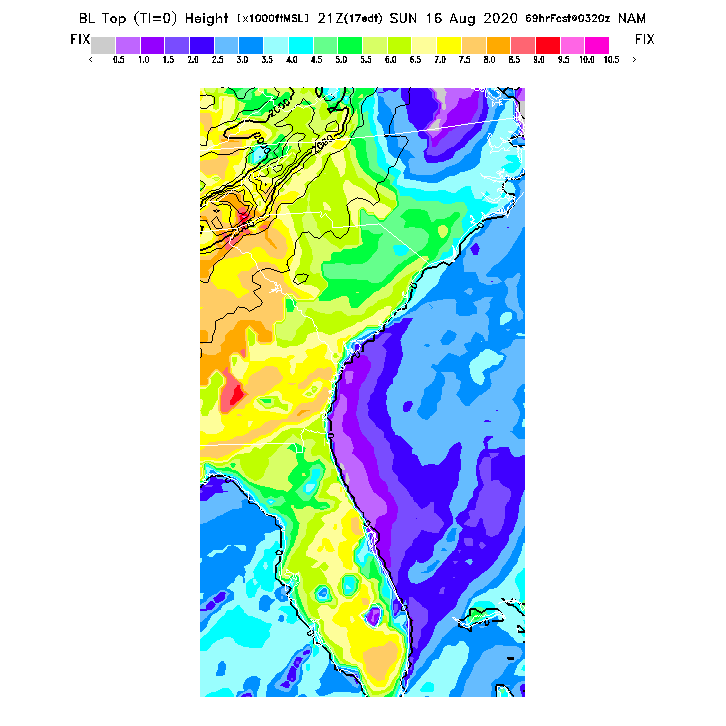 BL Top (TI=0) Height [x1000ftMSL] 21Z(17edt) SUN 16 Aug 2020 69hrFcst@0320z NAM
FIX FIX
< 0.5 1.0 1.5 2.0 2.5 3.0 3.5 4.0 4.5 5.0 5.5 6.0 6.5 7.0 7.5 8.0 8.5 9.0 9.5 10.0 10.5 >
2000
2000
2000